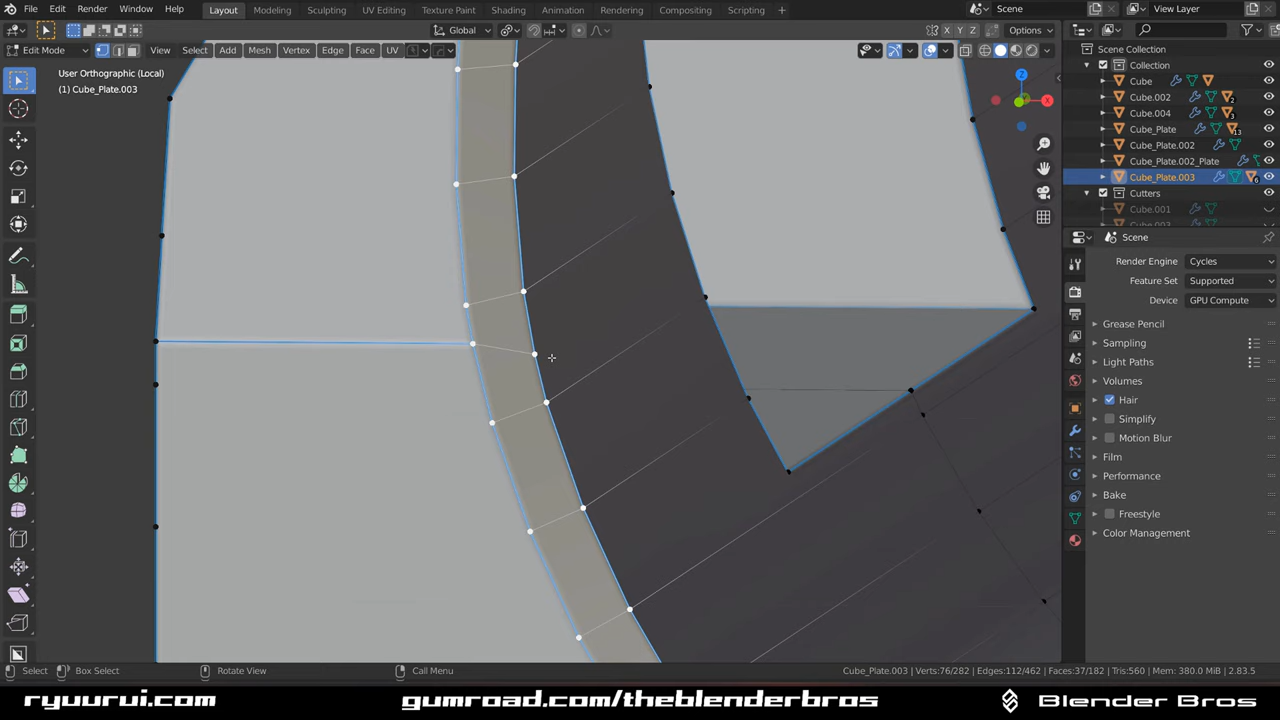 File Edit Render Window Help Layout Modeling Sculpting UV Editing Texture Paint Shading Animation Rendering Compositing Scripting + Scene View Layer
Global X Y Z Options
Edit Mode View Select Add Mesh Vertex Edge Face UV
User Orthographic (Local)
(1) Cube_Plate.003
Z
X
Scene Collection
Collection
Cube
Cube.002 2
Cube.004 3
Cube_Plate 13
Cube_Plate.002
Cube_Plate.002_Plate
Cube_Plate.003 6
Cutters
Cube.001
Scene
Render Engine Cycles
Feature Set Supported
Device GPU Compute
Grease Pencil
Sampling
Light Paths
Volumes
Hair
Simplify
Motion Blur
Film
Performance
Bake
Freestyle
Color Management
Select Box Select Rotate View Call Menu Cube_Plate.003 | Verts:76/282 | Edges:112/462 | Faces:37/182 | Tris:560 | Mem: 380.0 MiB | 2.83.5
ryuurui.com gumroad.com/theblenderbros Blender Bros